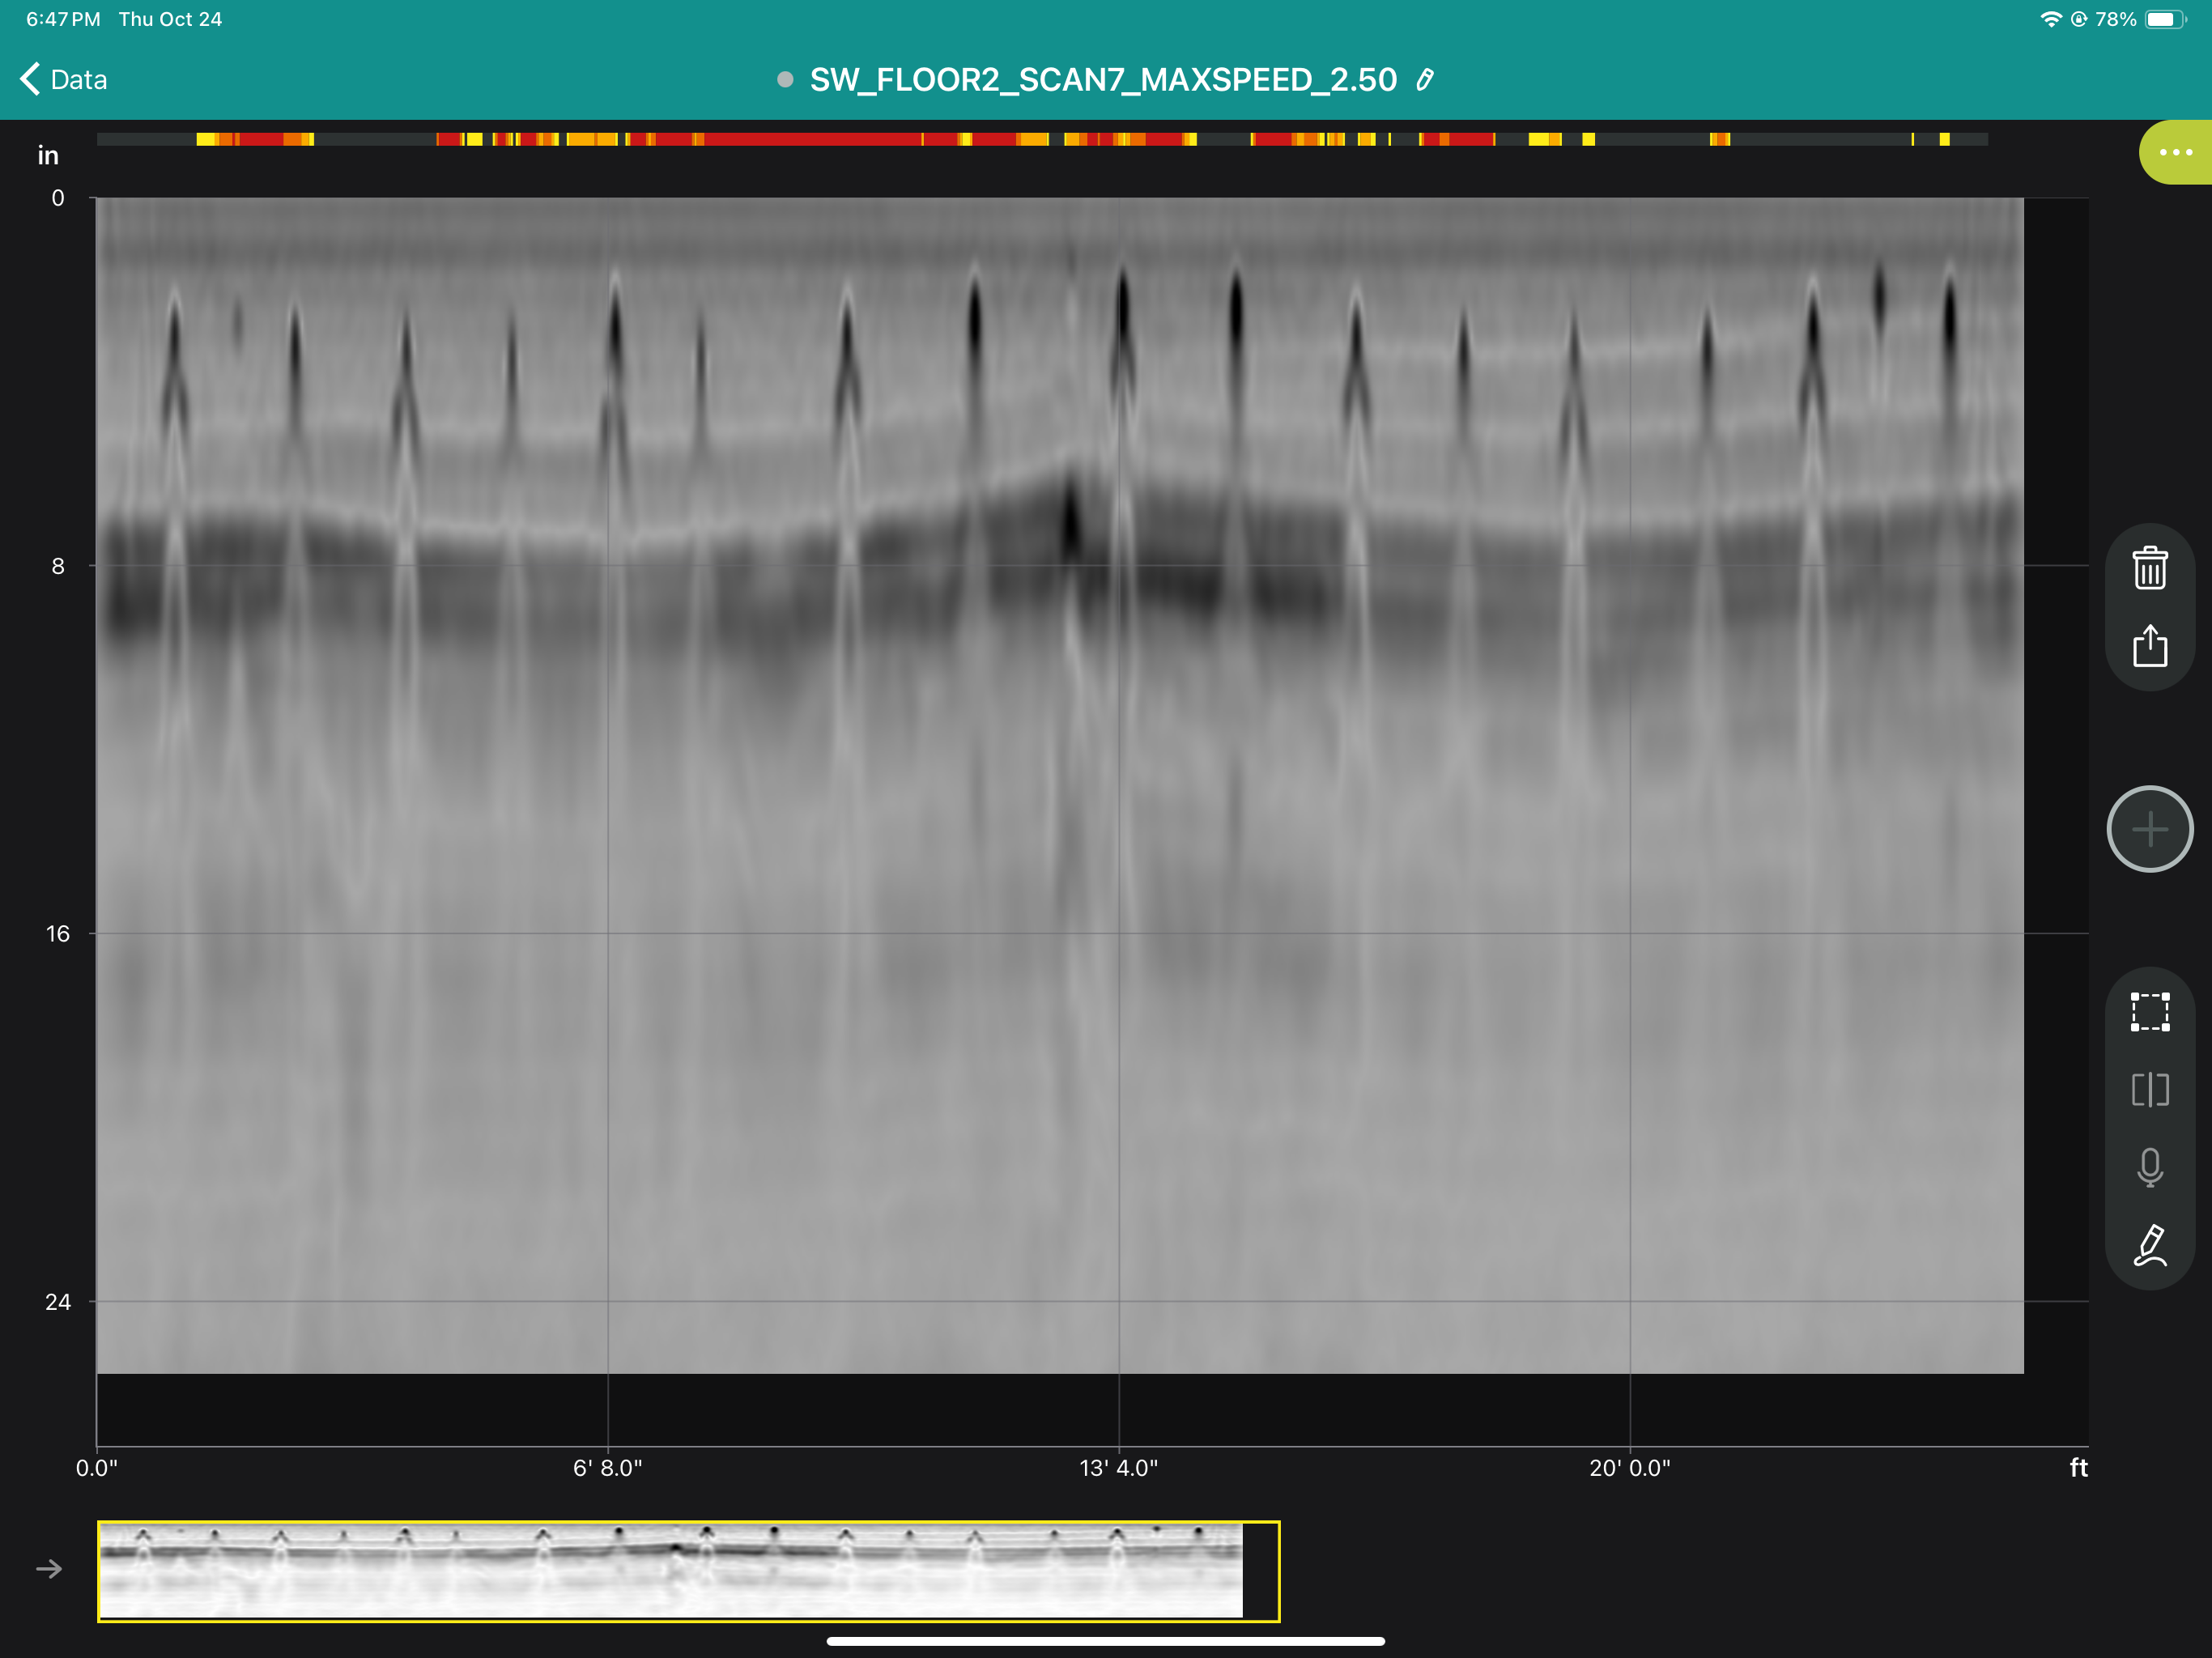 6:47 PM Thu Oct 24
78%
Data
SW_FLOOR2_SCAN7_MAXSPEED_2.50
in
0
8
16
24
0.0" 6' 8.0" 13' 4.0" 20' 0.0" ft